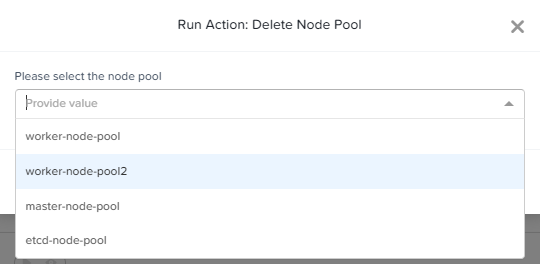 Run Action: Delete Node Pool
Please select the node pool
Provide value
worker-node-pool
worker-node-pool2
master-node-pool
etcd-node-pool